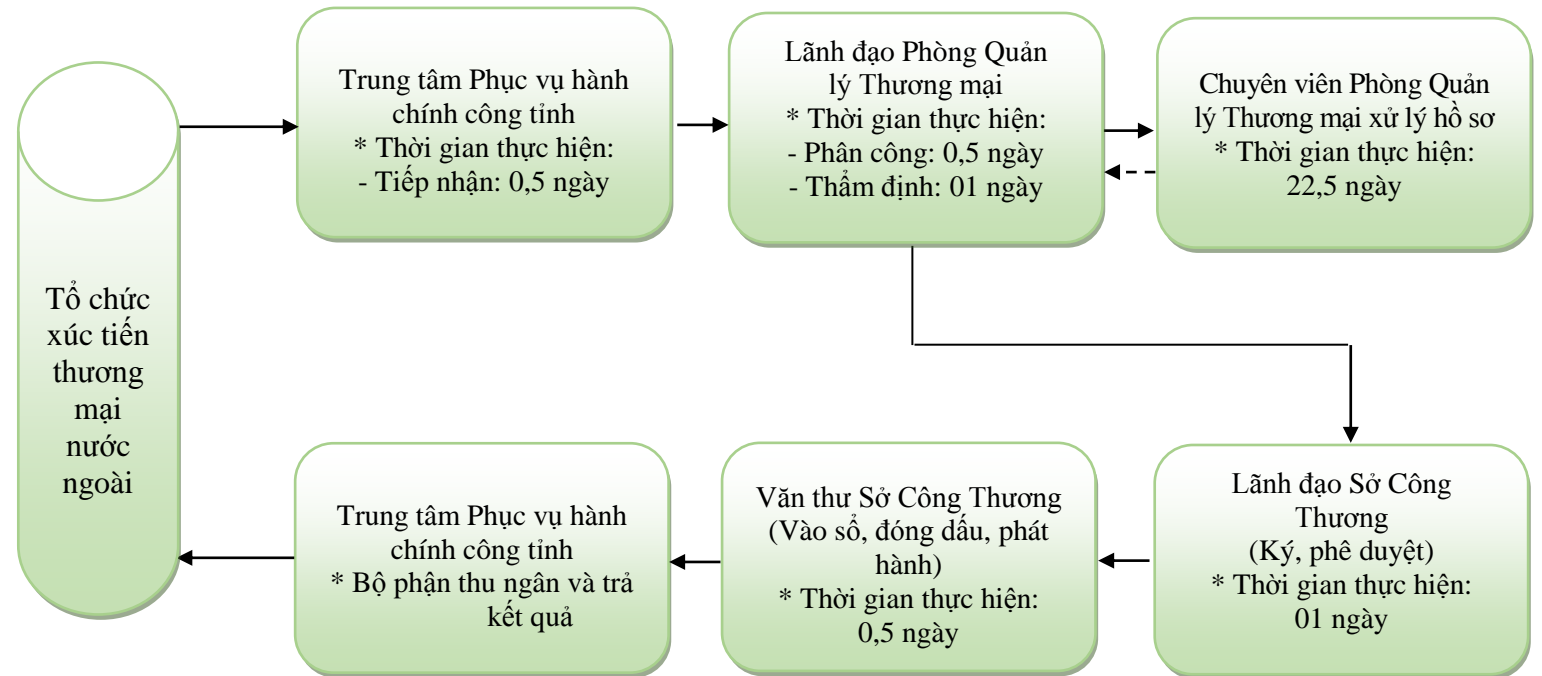 Tổ chức
xúc tiến
thương
mại
nước
ngoài
Trung tâm Phục vụ hành
chính công tỉnh
* Thời gian thực hiện:
- Tiếp nhận: 0,5 ngày
Lãnh đạo Phòng Quản
lý Thương mại
* Thời gian thực hiện:
- Phân công: 0,5 ngày
- Thẩm định: 01 ngày
Chuyên viên Phòng Quản
lý Thương mại xử lý hồ sơ
* Thời gian thực hiện:
22,5 ngày
Lãnh đạo Sở Công
Thương
(Ký, phê duyệt)
* Thời gian thực hiện:
01 ngày
Văn thư Sở Công Thương
(Vào sổ, đóng dấu, phát
hành)
* Thời gian thực hiện:
0,5 ngày
Trung tâm Phục vụ hành
chính công tỉnh
* Bộ phận thu ngân và trả
kết quả